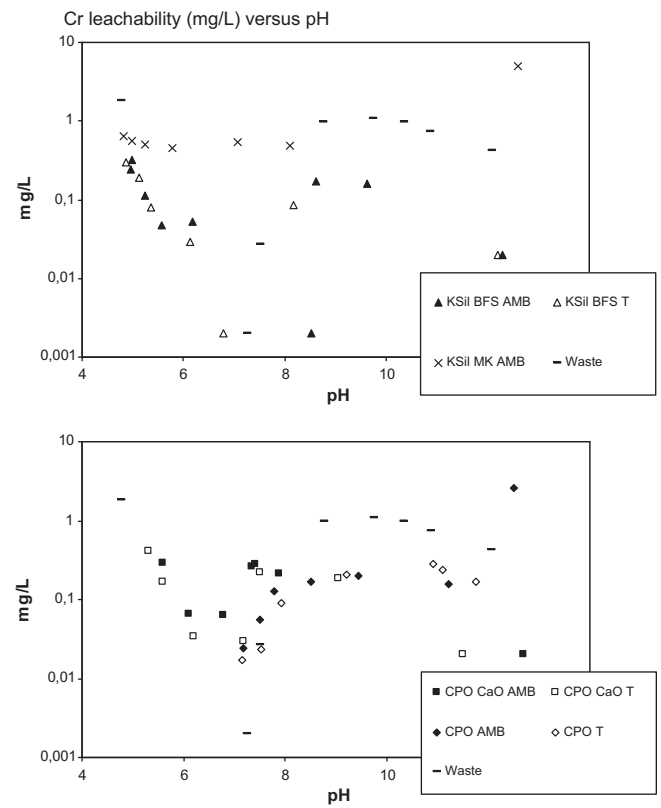 Cr leachability (mg/L) versus pH
10
1
0,1
0,01
0,001
mg/L
4 6 8 10
pH
KSil BFS AMB KSil BFS T
KSil MK AMB Waste
10
1
0,1
0,01
0,001
mg/L
4 6 8 10
pH
CPO CaO AMB CPO CaO T
CPO AMB CPO T
Waste